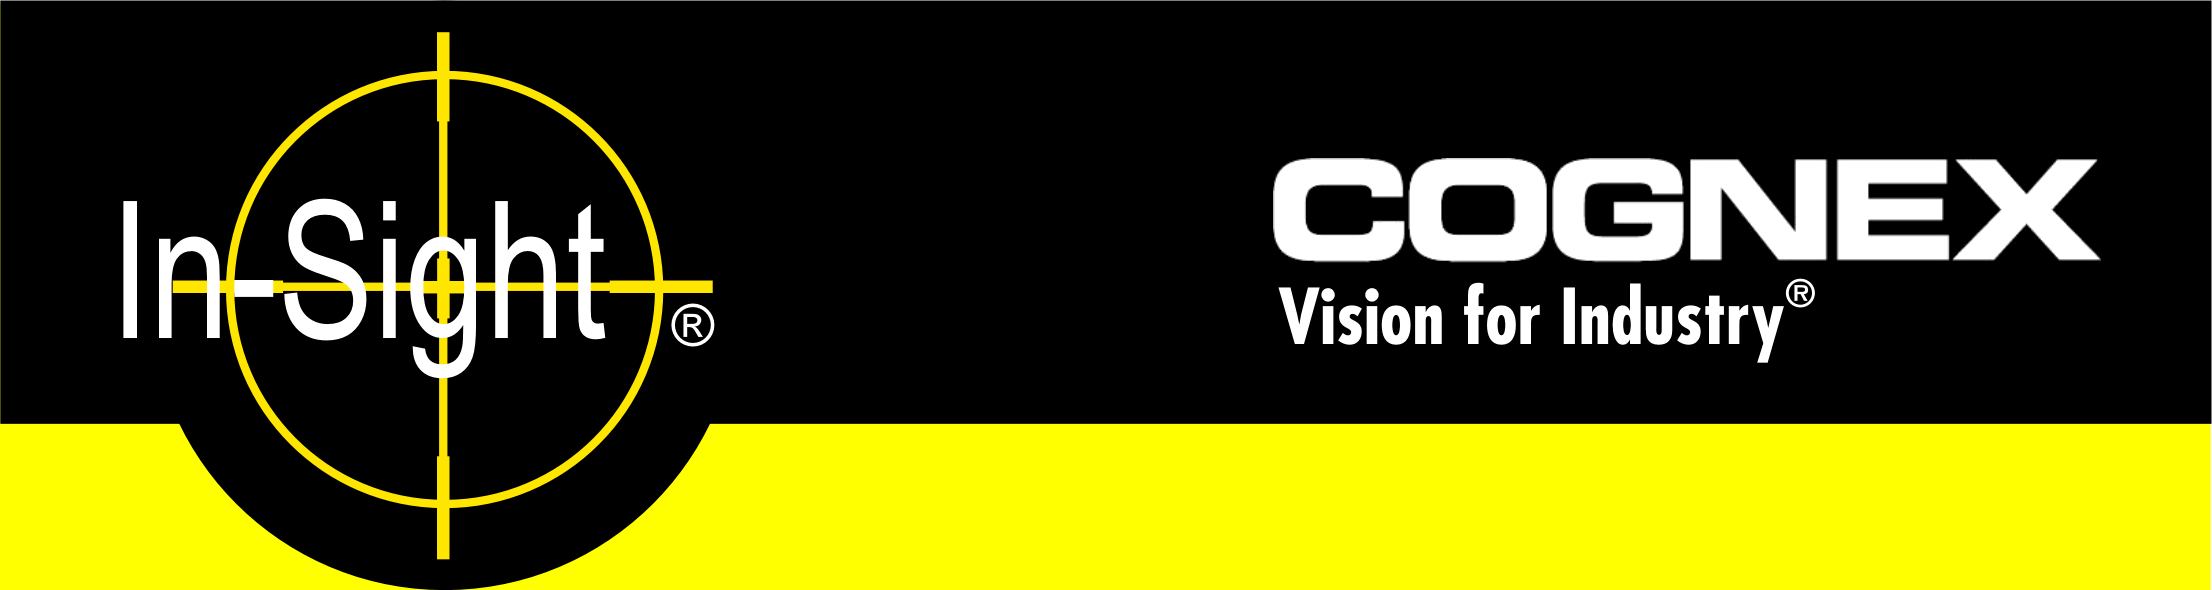 In-Sight®
COGNEX
Vision for Industry®